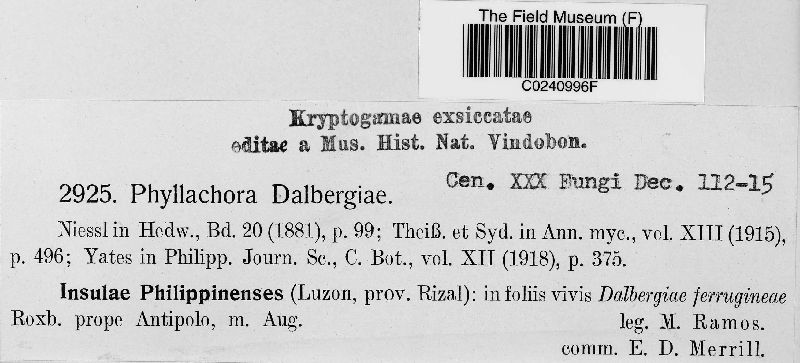 The Field Museum (F)
C0240996F
Kryptogamae exsiccatae
editae a Mus. Hist. Nat. Vindobon.
Cen. XXX Fungi Dec. 112-15
2925. Phyllachora Dalbergiae.
Niessl in Hedw., Bd. 20 (1881), p. 99; Theiß. et Syd. in Ann. myc., vol. XIII (1915),
p. 496; Yates in Philipp. Journ. Sc., C. Bot., vol. XII (1918), p. 375.
Insulae Philippinenses (Luzon, prov. Rizal): in foliis vivis Dalbergiae ferrugineae
Roxb. prope Antipolo, m. Aug. leg. M. Ramos.
comm. E. D. Merrill.